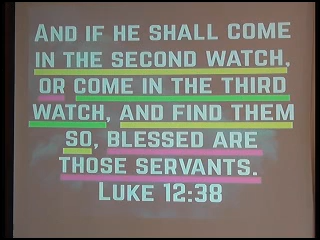 And if he shall come
in the second watch,
or come in the third
watch, and find them
so, blessed are
those servants.
Luke 12:38